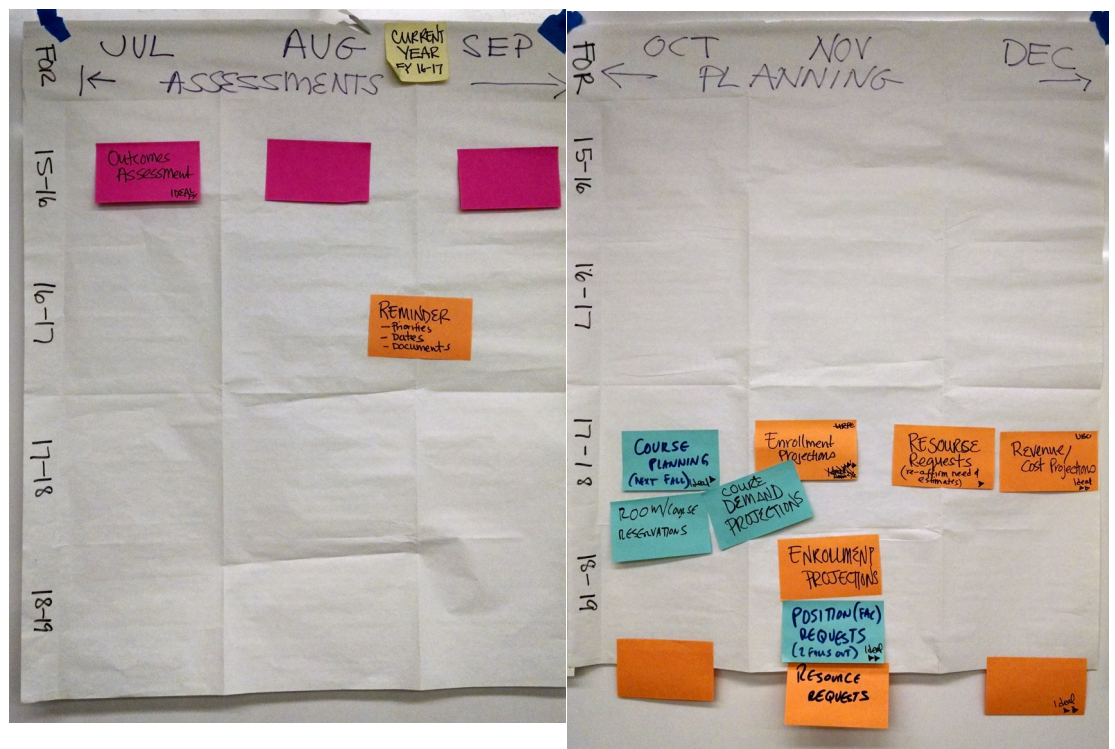 JUL AUG SEP
CURRENT
YEAR
FY 16-17
FOR
ASSESSMENTS
15-16
Outcomes
Assessment
IDEAL
16-17
REMINDER
- Priorities
- Dates
- Documents
17-18
18-19
OCT NOV DEC
FOR
PLANNING
15-16
16-17
17-18
COURSE
PLANNING
(NEXT FALL)
Ideal
ROOM/Course
RESERVATIONS
COURSE
DEMAND
PROJECTIONS
Enrollment
Projections
RESOURSE
Requests
(re-affirm need &
estimates)
UBO
Revenue/
Cost Projections
Ideal
18-19
ENROLLMENT
PROJECTIONS
POSITION (FAC)
REQUESTS
(2 FALLS OUT)
Ideal
RESOURCE
REQUESTS
Ideal